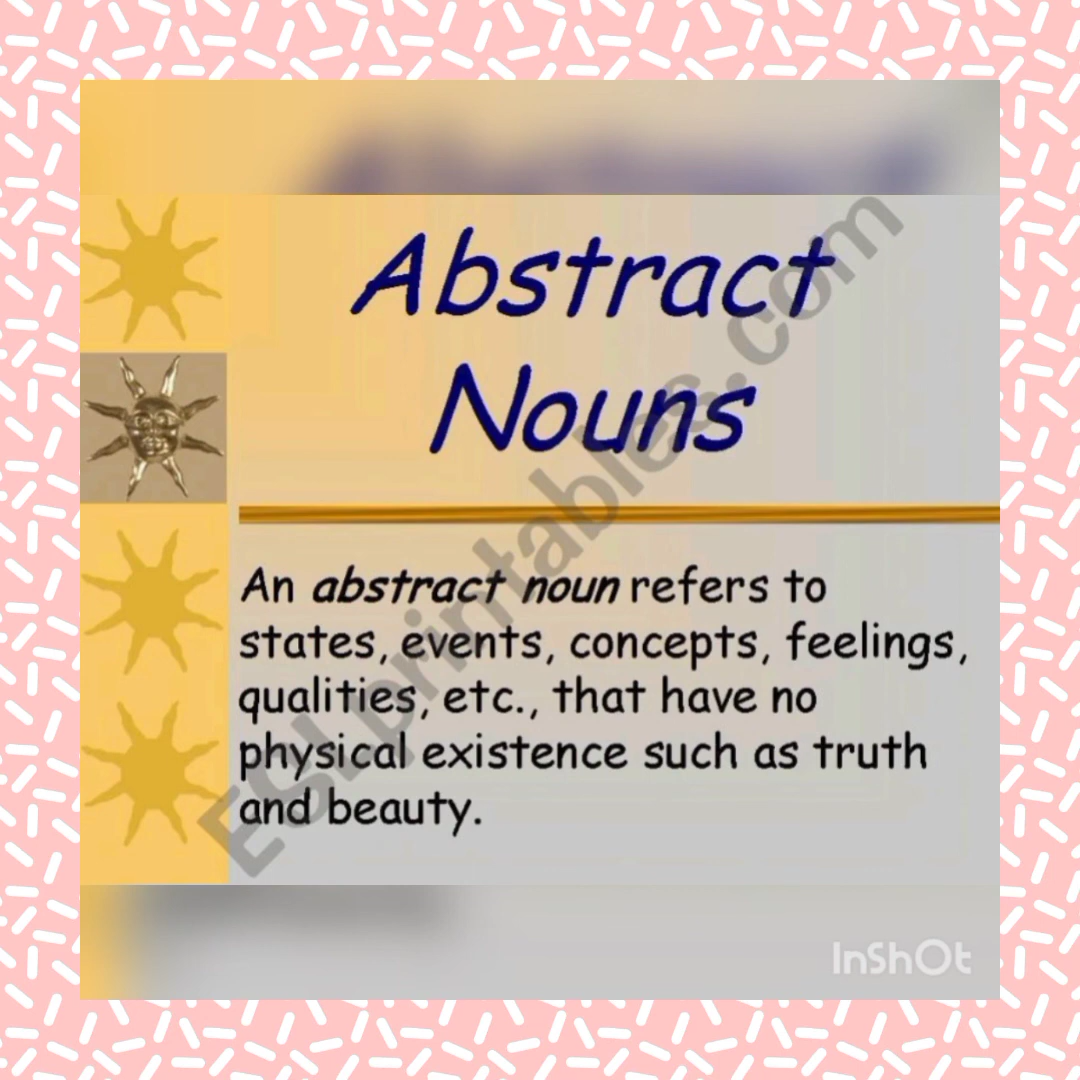 Abstract
Nouns
An abstract noun refers to
states, events, concepts, feelings,
qualities, etc., that have no
physical existence such as truth
and beauty.
ESLprintables.com
InShOt